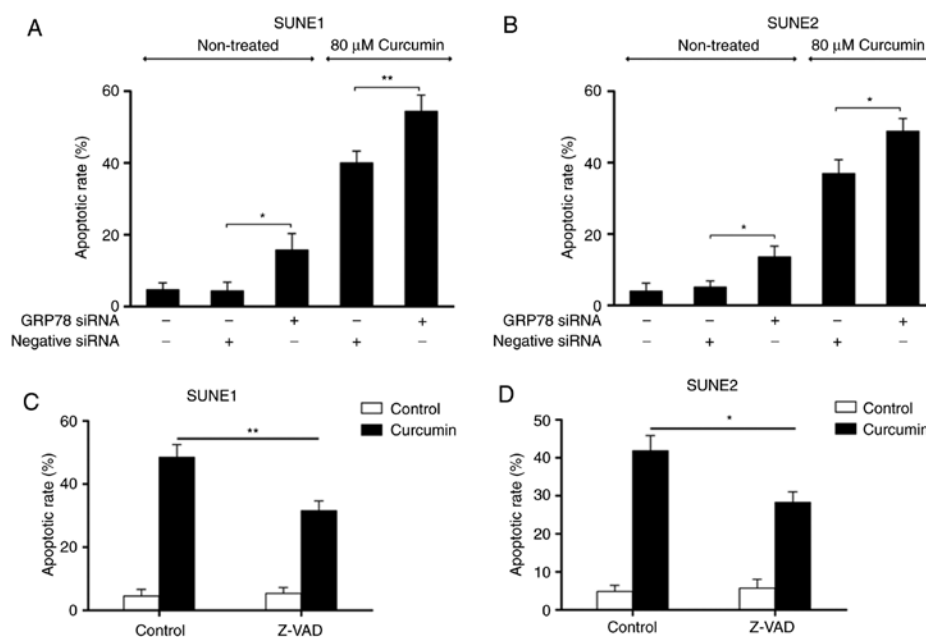 A
SUNE1
Non-treated
80 μM Curcumin
Apoptotic rate (%)
60
40
20
0
*
**
GRP78 siRNA − − + − +
Negative siRNA − + − + −
B
SUNE2
Non-treated
80 μM Curcumin
Apoptotic rate (%)
60
40
20
0
*
*
GRP78 siRNA − − + − +
Negative siRNA − + − + −
C
SUNE1
Control
Curcumin
Apoptotic rate (%)
60
40
20
0
**
Control Z-VAD
D
SUNE2
Control
Curcumin
Apoptotic rate (%)
50
40
30
20
10
0
*
Control Z-VAD